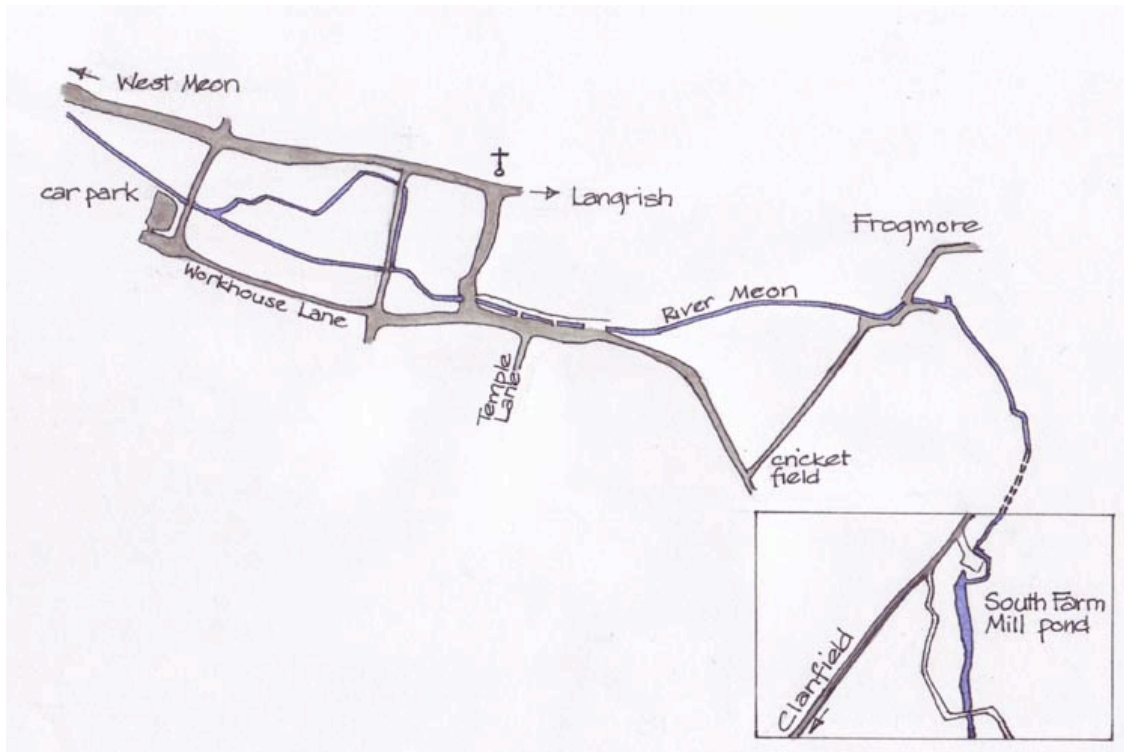 West Meon
car park
Langrish
Frogmore
Workhouse Lane
River Meon
Temple
Lane
cricket
field
South Farm
Mill pond
Clanfield